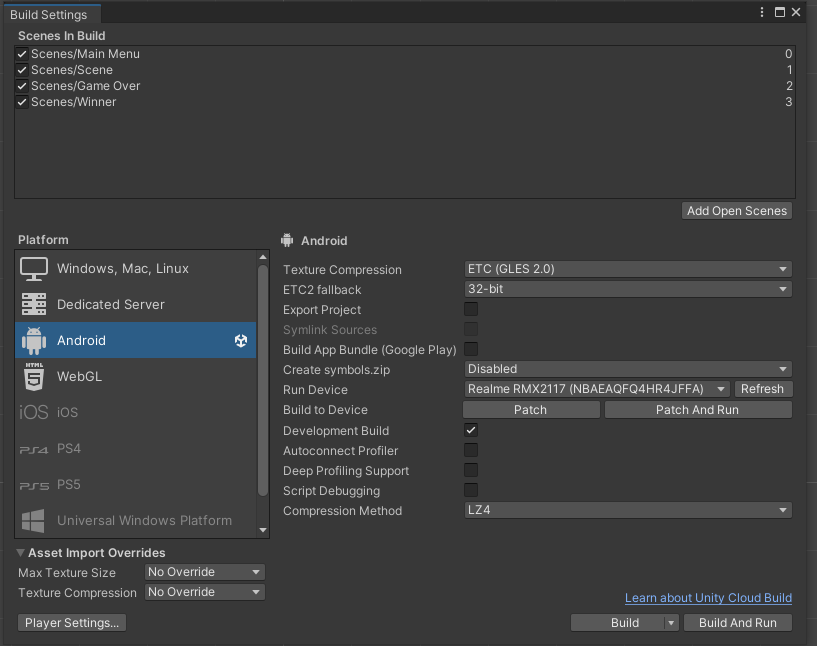 Build Settings
Scenes In Build
Scenes/Main Menu 0
Scenes/Scene 1
Scenes/Game Over 2
Scenes/Winner 3
Add Open Scenes
Platform
Windows, Mac, Linux
Dedicated Server
Android
HTML 5 WebGL
iOS iOS
PS4 PS4
PS5 PS5
Universal Windows Platform
Android
Texture Compression ETC (GLES 2.0)
ETC2 fallback 32-bit
Export Project
Symlink Sources
Build App Bundle (Google Play)
Create symbols.zip Disabled
Run Device Realme RMX2117 (NBAEAQFQ4HR4JFFA) Refresh
Build to Device Patch Patch And Run
Development Build
Autoconnect Profiler
Deep Profiling Support
Script Debugging
Compression Method LZ4
Asset Import Overrides
Max Texture Size No Override
Texture Compression No Override
Learn about Unity Cloud Build
Player Settings... Build Build And Run